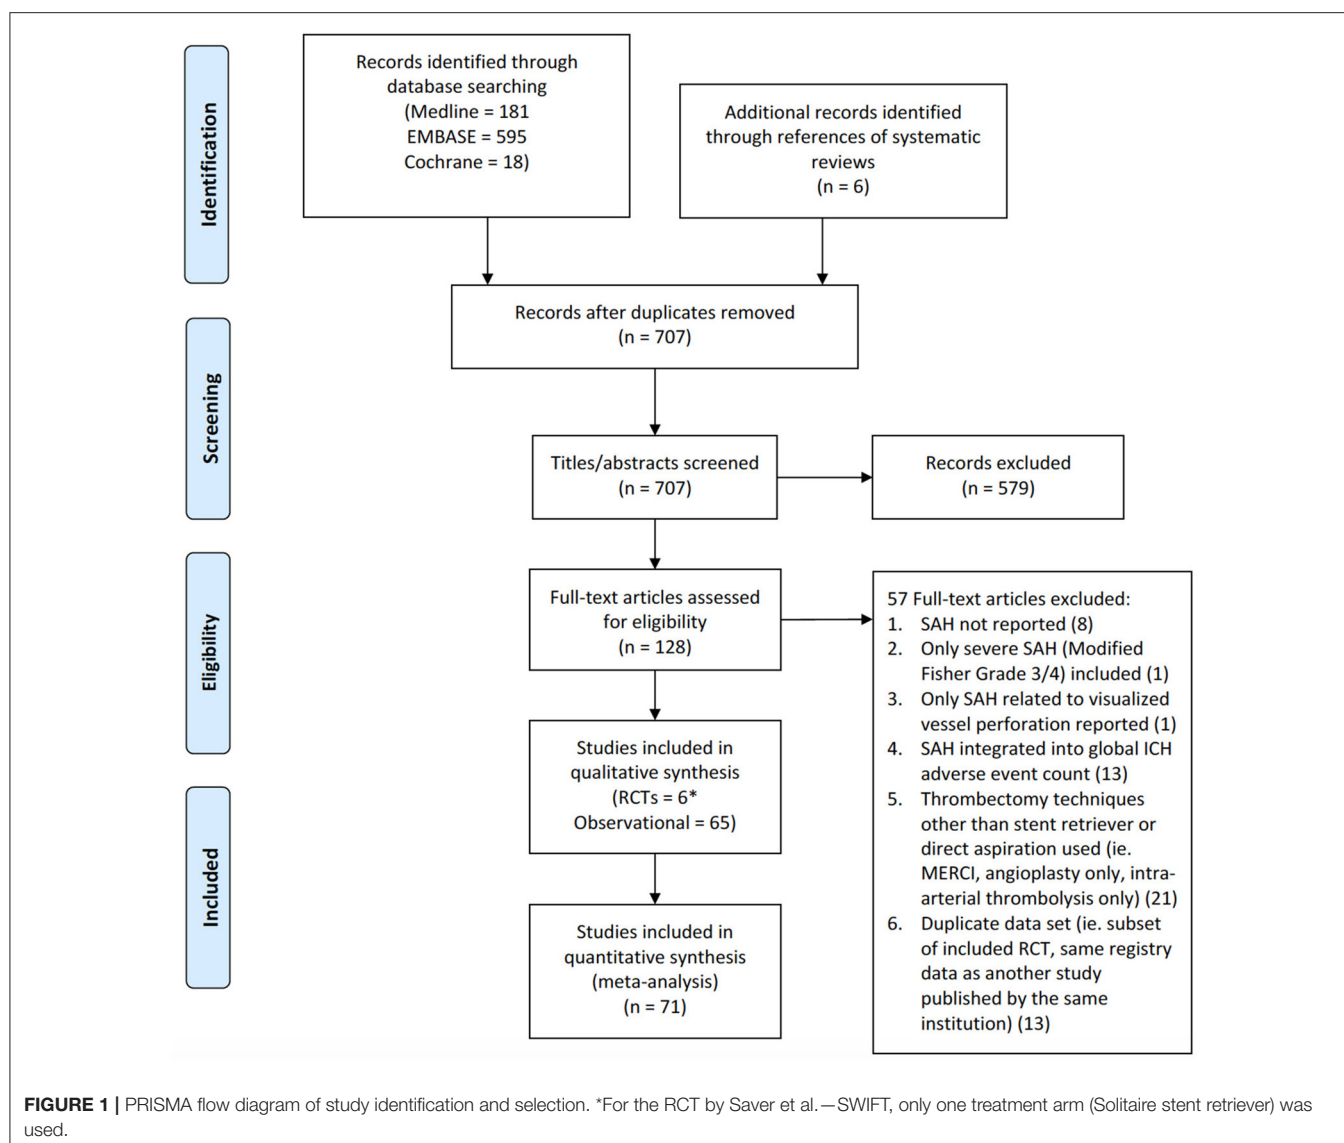 Identification
Records identified through
database searching
(Medline = 181
EMBASE = 595
Cochrane = 18)
Additional records identified
through references of systematic
reviews
(n = 6)
Records after duplicates removed
(n = 707)
Screening
Titles/abstracts screened
(n = 707)
Records excluded
(n = 579)
Eligibility
Full-text articles assessed
for eligibility
(n = 128)
57 Full-text articles excluded:
1. SAH not reported (8)
2. Only severe SAH (Modified
Fisher Grade 3/4) included (1)
3. Only SAH related to visualized
vessel perforation reported (1)
4. SAH integrated into global ICH
adverse event count (13)
5. Thrombectomy techniques
other than stent retriever or
direct aspiration used (ie.
MERCI, angioplasty only, intra-
arterial thrombolysis only) (21)
6. Duplicate data set (ie. subset
of included RCT, same registry
data as another study
published by the same
institution) (13)
Studies included in
qualitative synthesis
(RCTs = 6*
Observational = 65)
Included
Studies included in
quantitative synthesis
(meta-analysis)
(n = 71)
FIGURE 1 | PRISMA flow diagram of study identification and selection. *For the RCT by Saver et al.—SWIFT, only one treatment arm (Solitaire stent retriever) was
used.